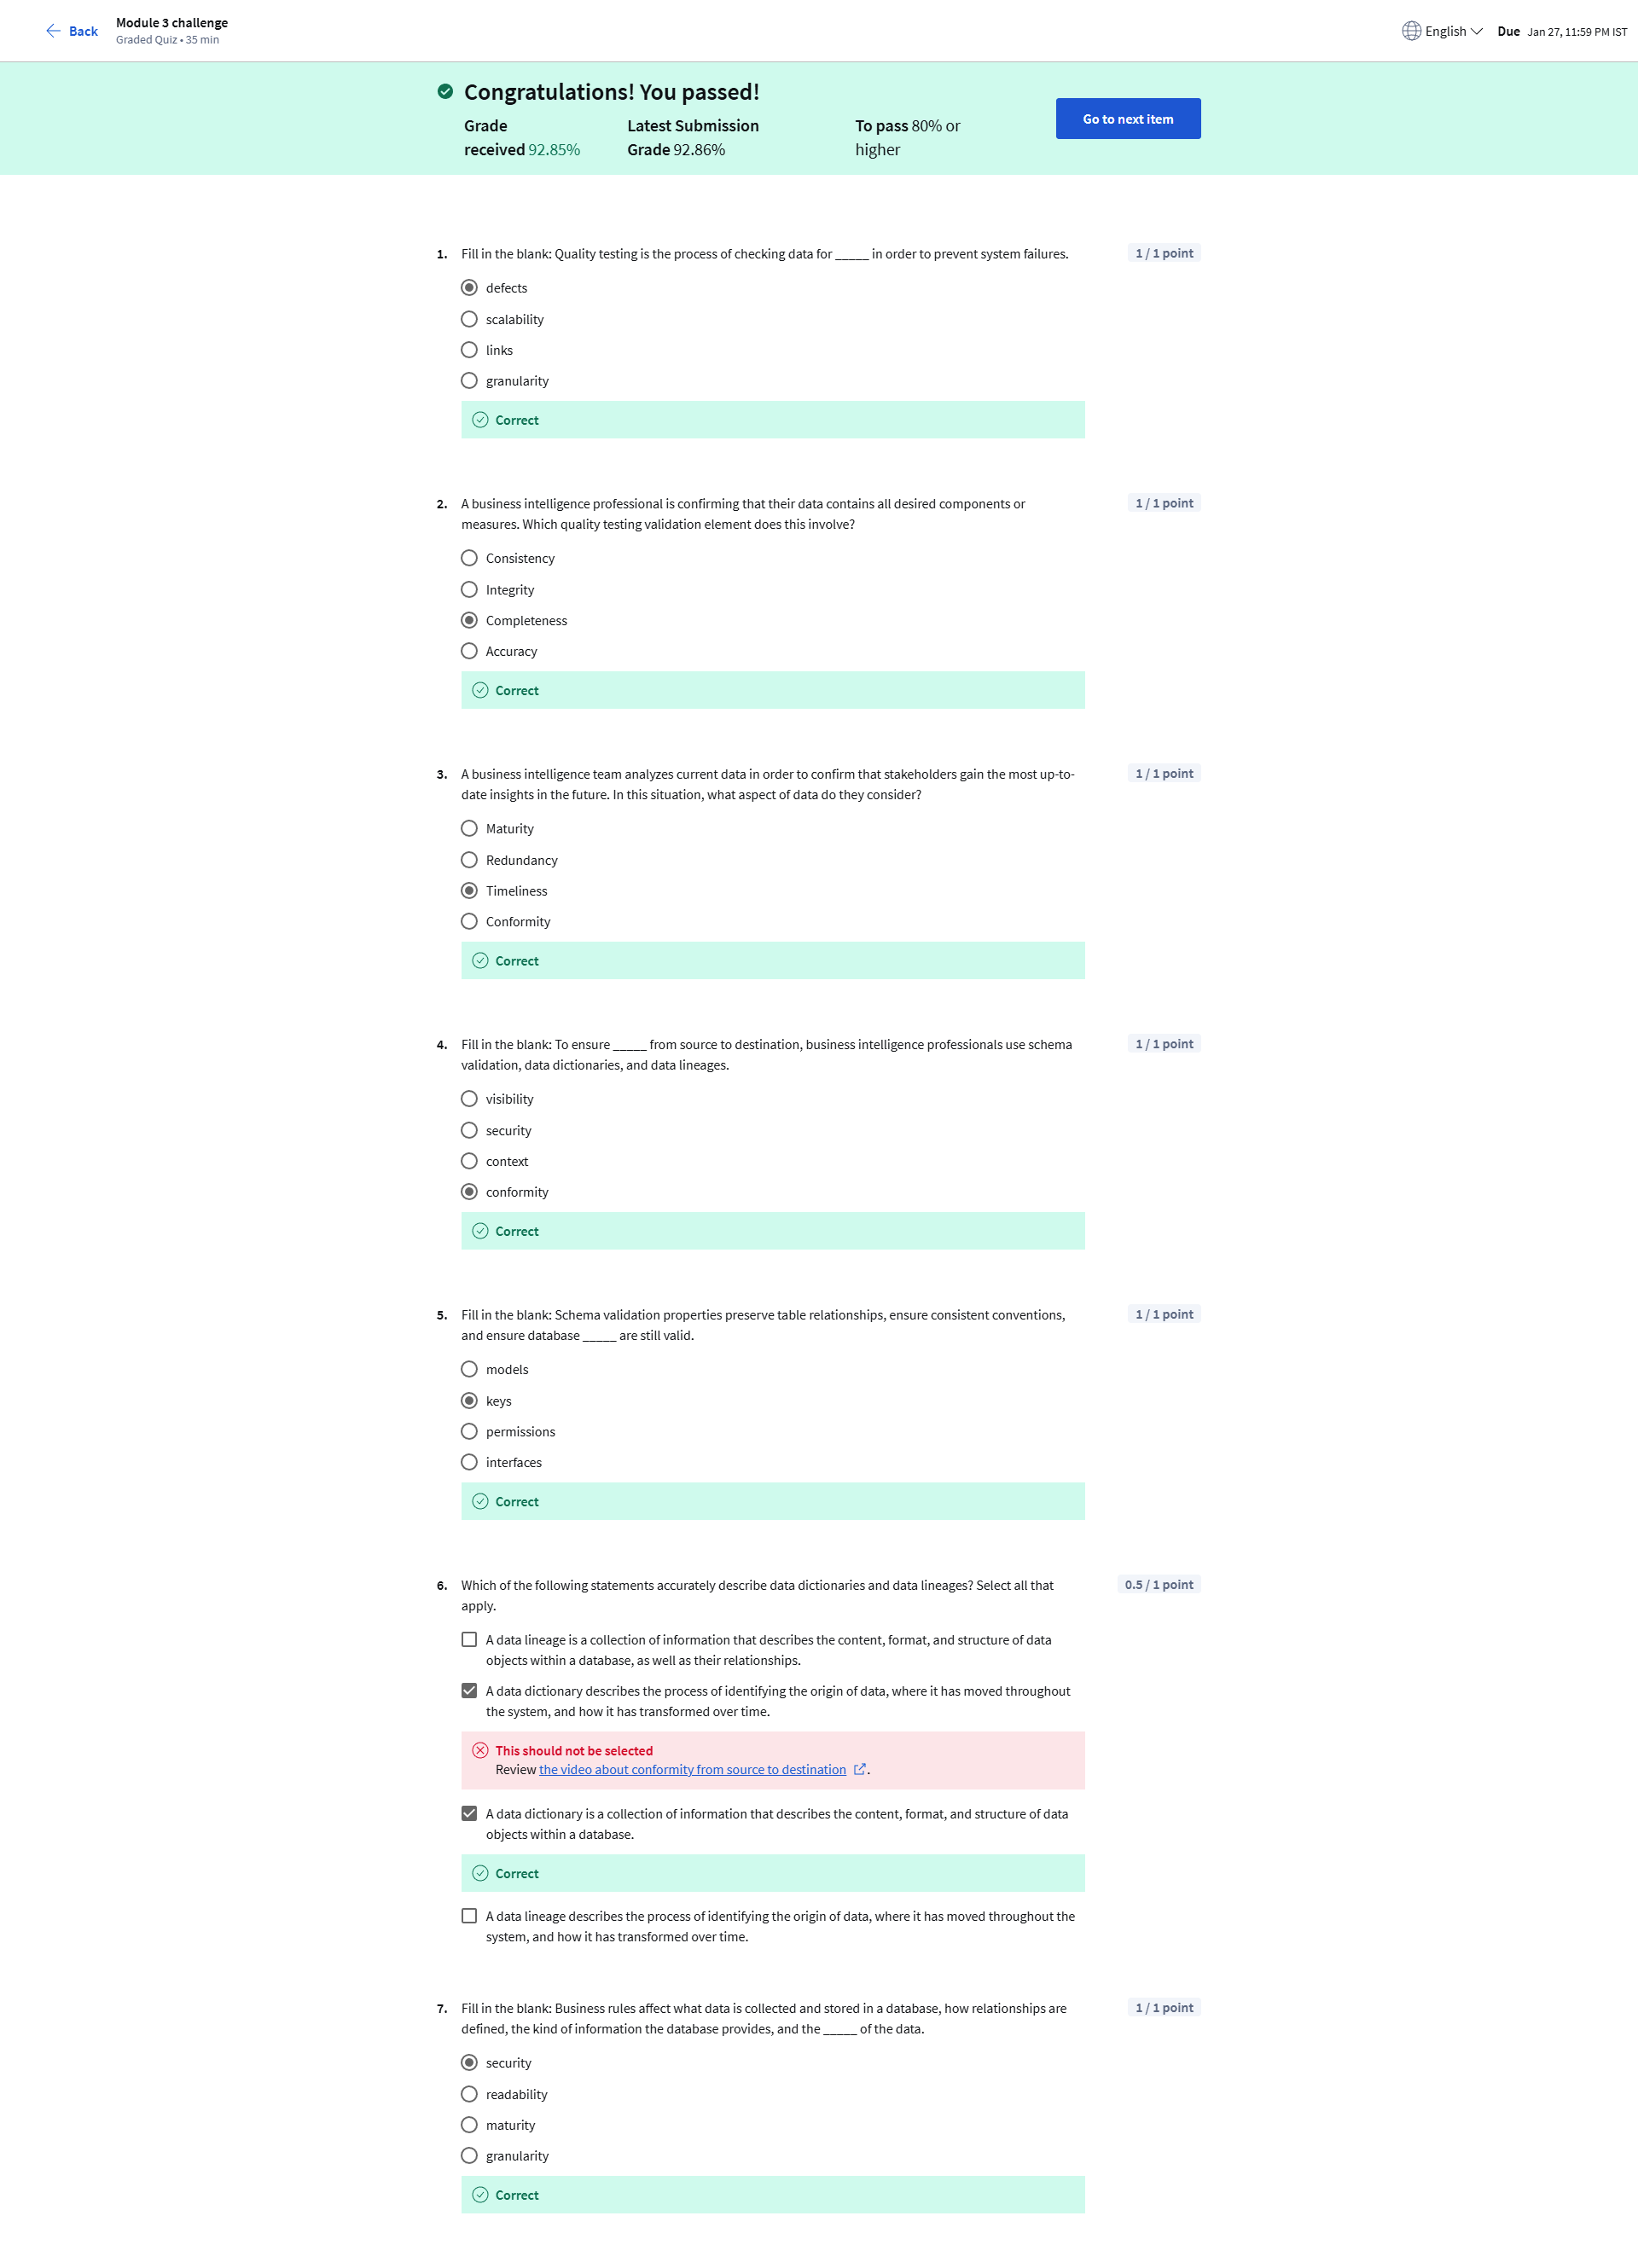 Back
Module 3 challenge
Graded Quiz • 35 min
English
Due Jan 27, 11:59 PM IST
Congratulations! You passed!
Grade
received 92.85%
Latest Submission
Grade 92.86%
To pass 80% or
higher
Go to next item
1. Fill in the blank: Quality testing is the process of checking data for _____ in order to prevent system failures.
1 / 1 point
defects
scalability
links
granularity
Correct
2. A business intelligence professional is confirming that their data contains all desired components or
measures. Which quality testing validation element does this involve?
1 / 1 point
Consistency
Integrity
Completeness
Accuracy
Correct
3. A business intelligence team analyzes current data in order to confirm that stakeholders gain the most up-to-
date insights in the future. In this situation, what aspect of data do they consider?
1 / 1 point
Maturity
Redundancy
Timeliness
Conformity
Correct
4. Fill in the blank: To ensure _____ from source to destination, business intelligence professionals use schema
validation, data dictionaries, and data lineages.
1 / 1 point
visibility
security
context
conformity
Correct
5. Fill in the blank: Schema validation properties preserve table relationships, ensure consistent conventions,
and ensure database _____ are still valid.
1 / 1 point
models
keys
permissions
interfaces
Correct
6. Which of the following statements accurately describe data dictionaries and data lineages? Select all that
apply.
0.5 / 1 point
A data lineage is a collection of information that describes the content, format, and structure of data
objects within a database, as well as their relationships.
A data dictionary describes the process of identifying the origin of data, where it has moved throughout
the system, and how it has transformed over time.
This should not be selected
Review the video about conformity from source to destination .
A data dictionary is a collection of information that describes the content, format, and structure of data
objects within a database.
Correct
A data lineage describes the process of identifying the origin of data, where it has moved throughout the
system, and how it has transformed over time.
7. Fill in the blank: Business rules affect what data is collected and stored in a database, how relationships are
defined, the kind of information the database provides, and the _____ of the data.
1 / 1 point
security
readability
maturity
granularity
Correct